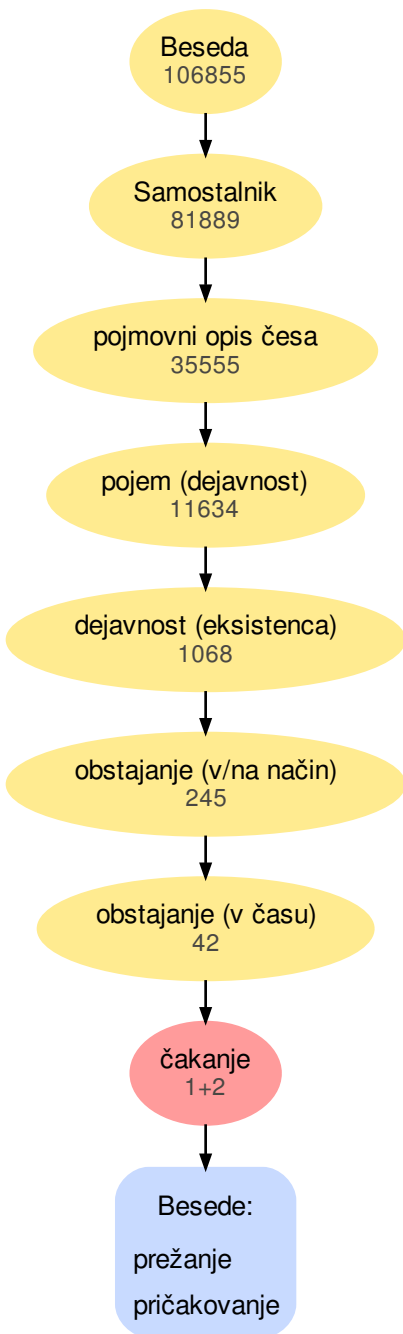 Beseda
106855
Samostalnik
81889
pojmovni opis česa
35555
pojem (dejavnost)
11634
dejavnost (eksistenca)
1068
obstajanje (v/na način)
245
obstajanje (v času)
42
čakanje
1+2
Besede:
prežanje
pričakovanje